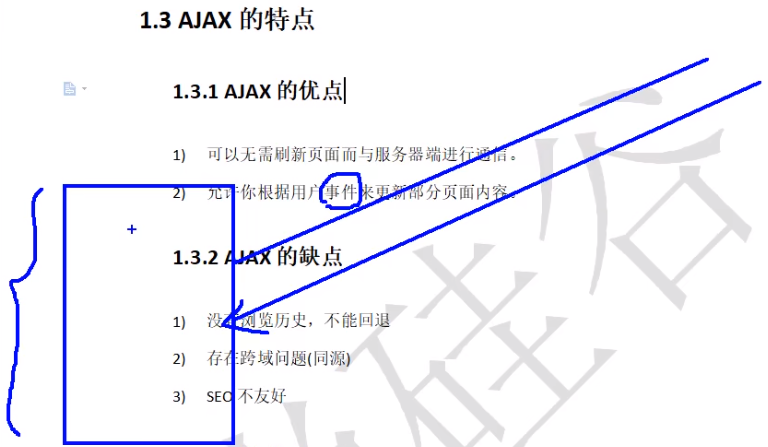 1.3 AJAX 的特点
1.3.1 AJAX 的优点
1) 可以无需刷新页面而与服务器端进行通信。
2) 允许你根据用户事件来更新部分页面内容。
1.3.2 AJAX 的缺点
1) 没有浏览历史，不能回退
2) 存在跨域问题(同源)
3) SEO 不友好
硅谷